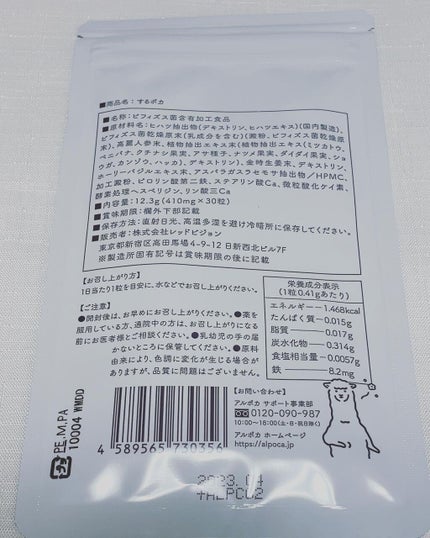 ■商品名：するポカ
■名称：ビフィズス菌含有加工食品
■原材料名：ヒハツ抽出物(デキストリン、ヒハツエキス)(国内製造)、
ビフィズス菌乾燥原末(乳成分を含む)(澱粉、ビフィズス菌乾燥原
末)、高麗人参末、植物抽出エキス末(植物抽出エキス(ミツカトウ、
ベニバナ、クチナシ果実、アサ種子、ナツメ果実、ダイダイ果実、ショ
ウガ、カンゾウ、ハッカ)、デキストリン)、金時生姜末、デキストリン、
ホーリーバジルエキス末、アスパラガスラセモサ抽出物／HPMC、
加工澱粉、ピロリン酸第二鉄、ステアリン酸Ca、微粒酸化ケイ素、
酵素処理ヘスペリジン、リン酸三Ca
■内容量：12.3g(410mg×30粒)
■賞味期限：欄外下部記載
■保存方法：直射日光、高温多湿を避け冷暗所に保存してください。
■販売者：株式会社レッドビジョン
東京都新宿区高田馬場4-9-12 日新西北ビル7F
※製造所固有記号は賞味期限の後に記載
【お召し上がり方】
1日当たり1粒を目安に、水などでお召し上がりください。
【ご注意】
●開封後は、お早めにお召し上がりください。●薬を
服用している方、通院中の方は、お召し上がりになる
前にお医者様とご相談ください。●乳幼児の手の届
かないところに保管してください。●原料
由来により、色調に変化が生じる場合が
ありますが、品質に問題はございません。
栄養成分表示
(1粒0.41gあたり)
エネルギー 1.468kcal
たんぱく質 0.015g
脂質 0.017g
炭水化物 0.314g
食塩相当量 0.0057g
鉄 8.2mg
【お問い合わせ】
アルポカ サポート事業部
0120-090-987
10:00〜18:00(土・日・祝日除く)
アルポカ ホームページ
https://alpoca.jp/
4 589565 730356
PE,M,PA
10004 WMDD
2023.04
+ALPC02